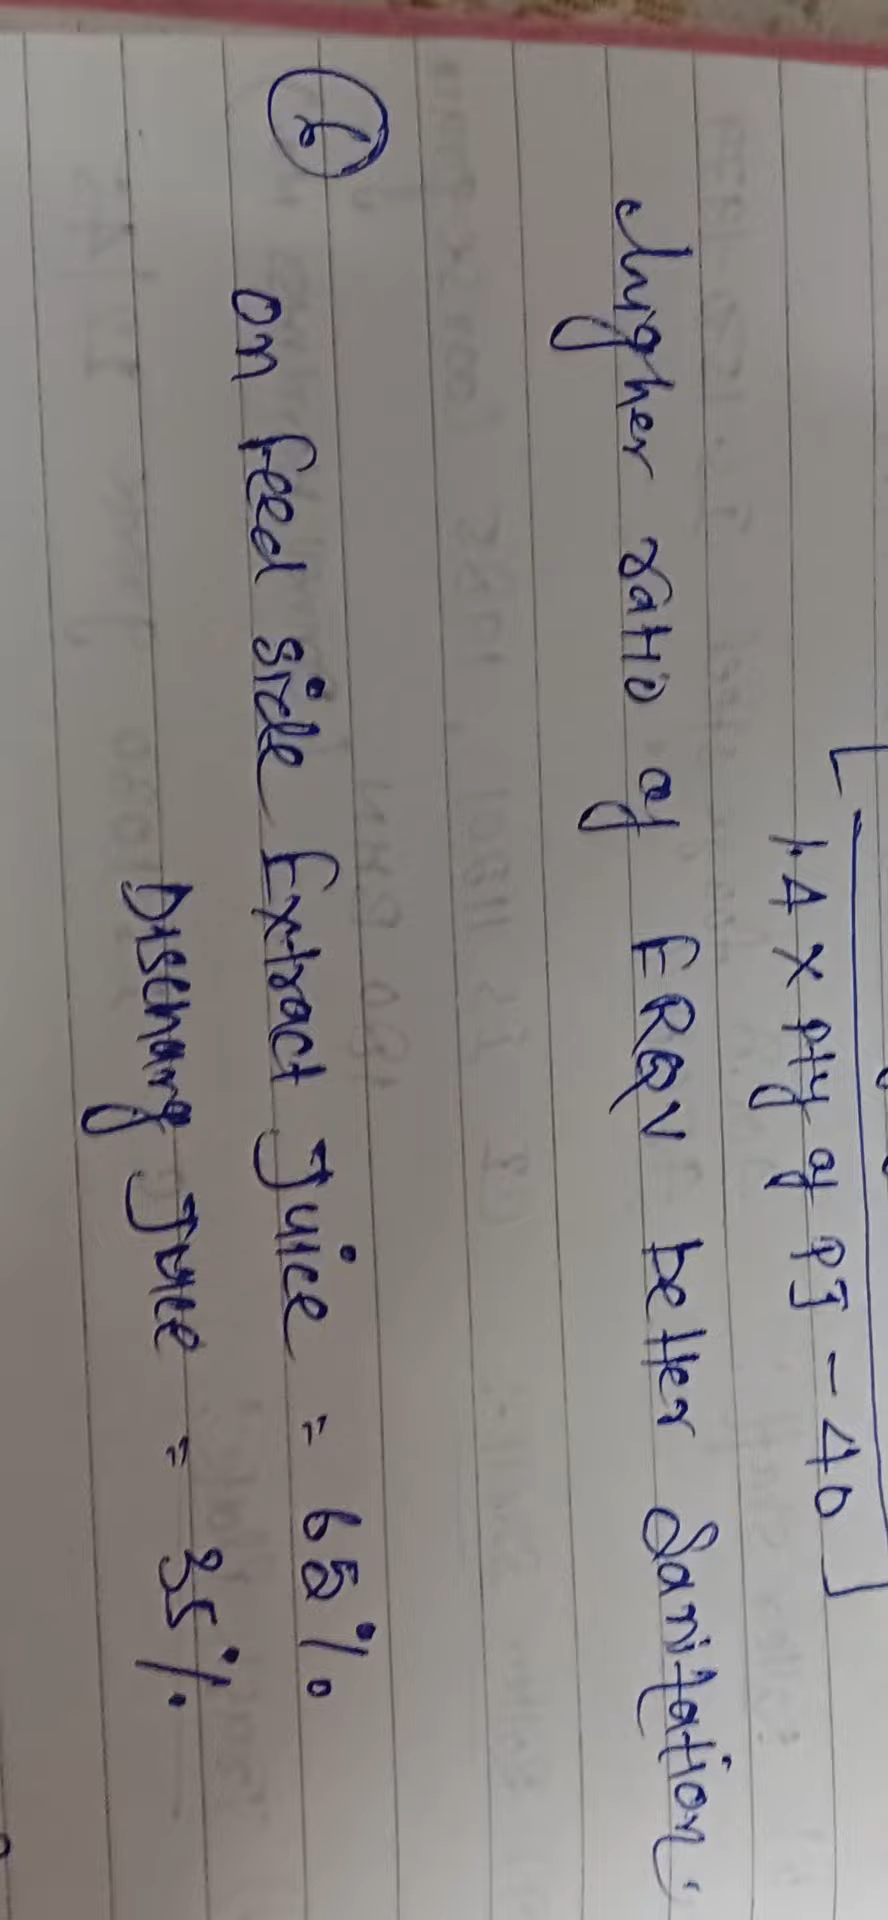 1.4 x Pty of PJ - 40
higher ratio of ERQV better Sanitation.
6
on feed side Extract Juice = 65%.
Discharg Juice = 35%.